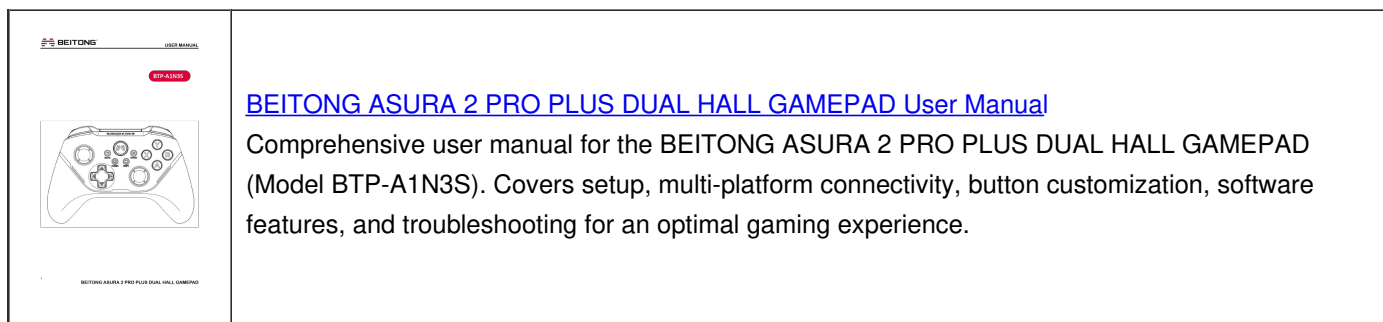 BEITONG
USER MANUAL
BTP-A1N3S
BEITONG ASURA 2 PRO PLUS DUAL HALL GAMEPAD
BEITONG ASURA 2 PRO PLUS DUAL HALL GAMEPAD User Manual
Comprehensive user manual for the BEITONG ASURA 2 PRO PLUS DUAL HALL GAMEPAD
(Model BTP-A1N3S). Covers setup, multi-platform connectivity, button customization, software
features, and troubleshooting for an optimal gaming experience.